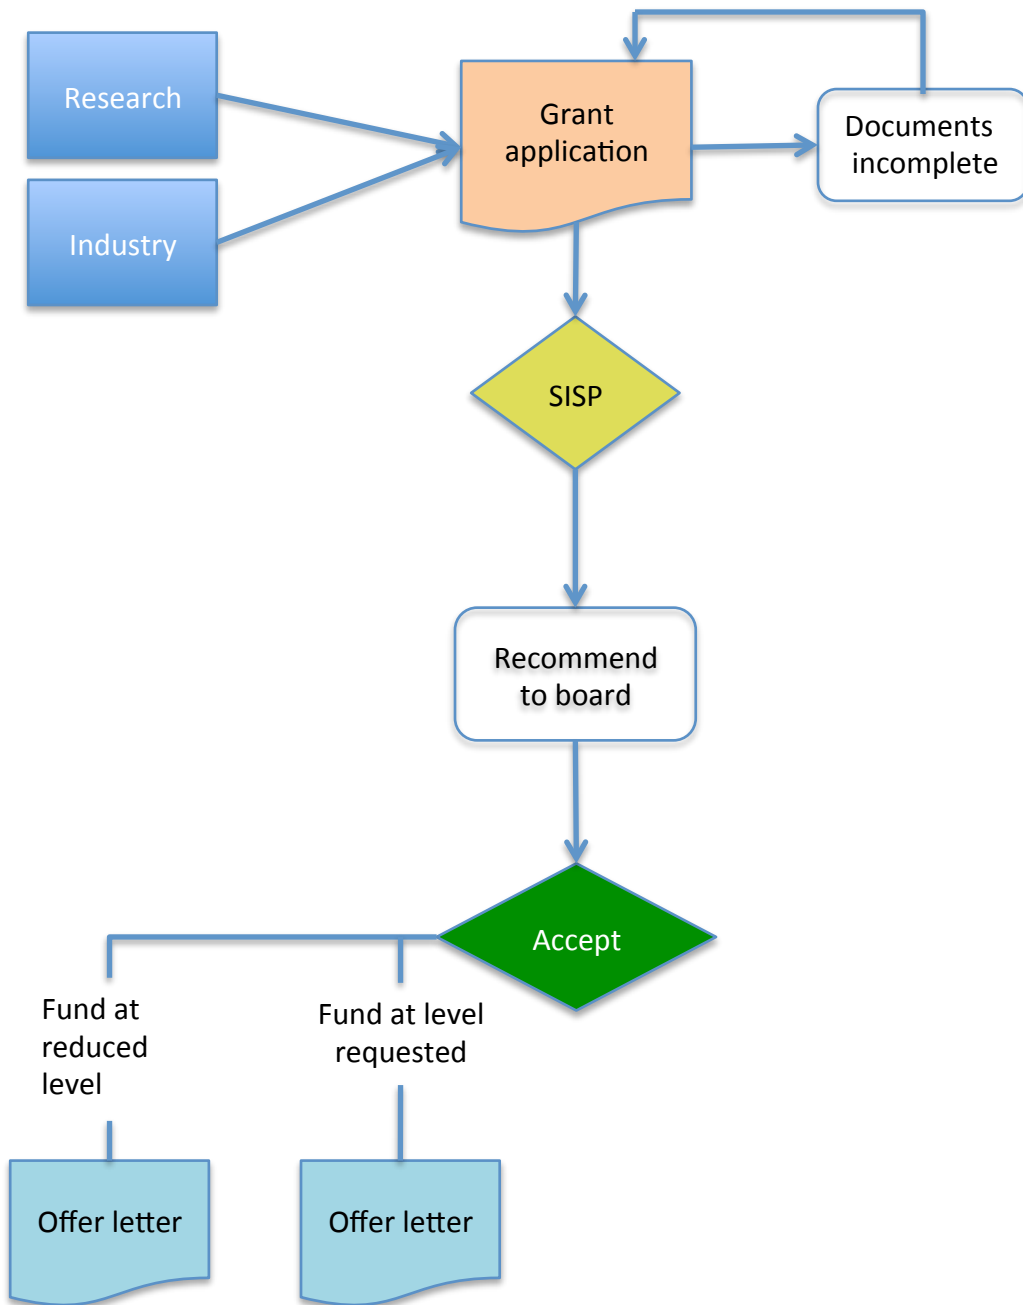 Research
Industry
Grant
application
Documents
incomplete
SISP
Recommend
to board
Accept
Fund at
reduced
level
Fund at level
requested
Offer letter
Offer letter